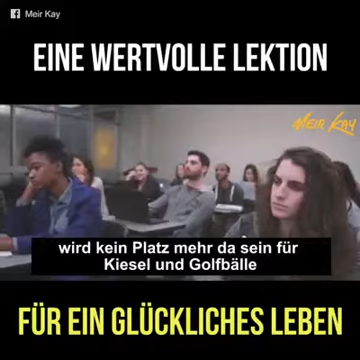 Meir Kay
EINE WERTVOLLE LEKTION
MEIR KAY
wird kein Platz mehr da sein für
Kiesel und Golfbälle
FÜR EIN GLÜCKLICHES LEBEN